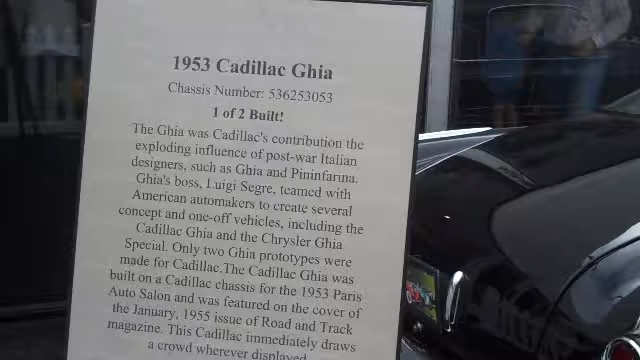 1953 Cadillac Ghia
Chassis Number: 536253053
1 of 2 Built!
The Ghia was Cadillac's contribution the
exploding influence of post-war Italian
designers, such as Ghia and Pininfarina.
Ghia's boss, Luigi Segre, teamed with
American automakers to create several
concept and one-off vehicles, including the
Cadillac Ghia and the Chrysler Ghia
Special. Only two Ghia prototypes were
made for Cadillac.The Cadillac Ghia was
built on a Cadillac chassis for the 1953 Paris
Auto Salon and was featured on the cover of
the January, 1955 issue of Road and Track
magazine. This Cadillac immediately draws
a crowd wherever displayed